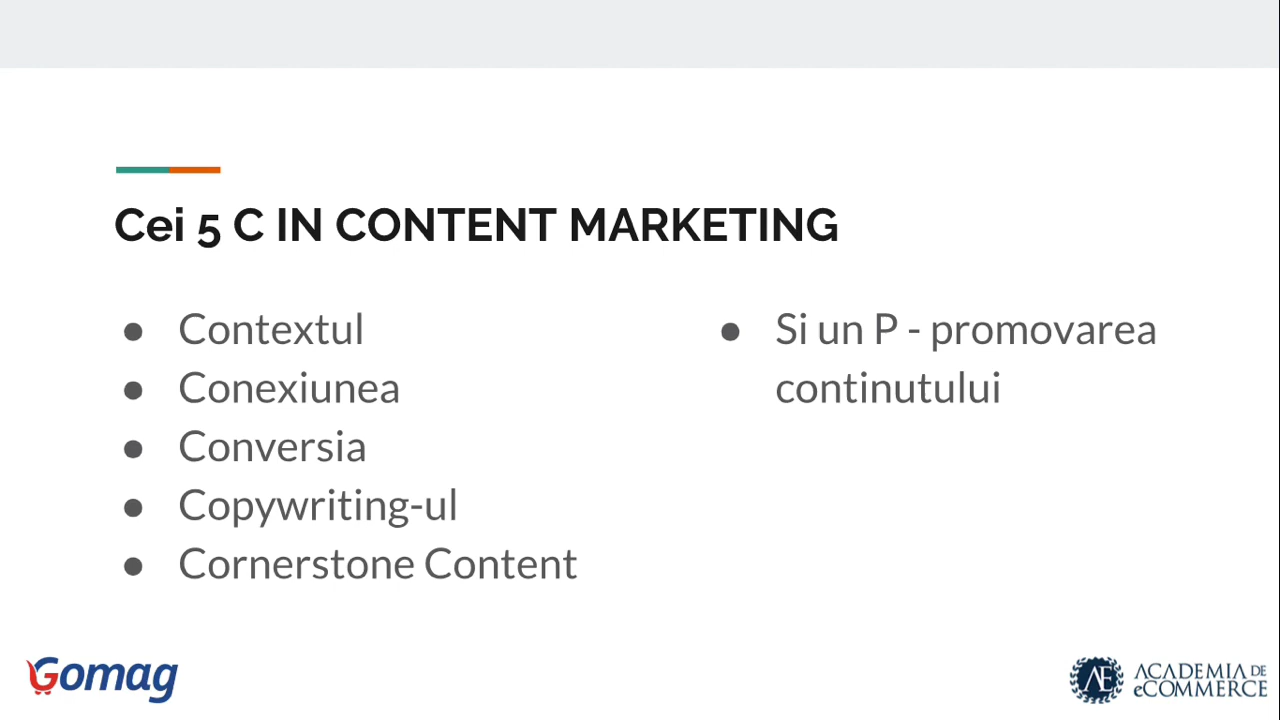 Cei 5 C IN CONTENT MARKETING
● Contextul
● Conexiunea
● Conversia
● Copywriting-ul
● Cornerstone Content
● Si un P - promovarea
continutului
Gomag
AE ACADEMIA DE
eCOMMERCE